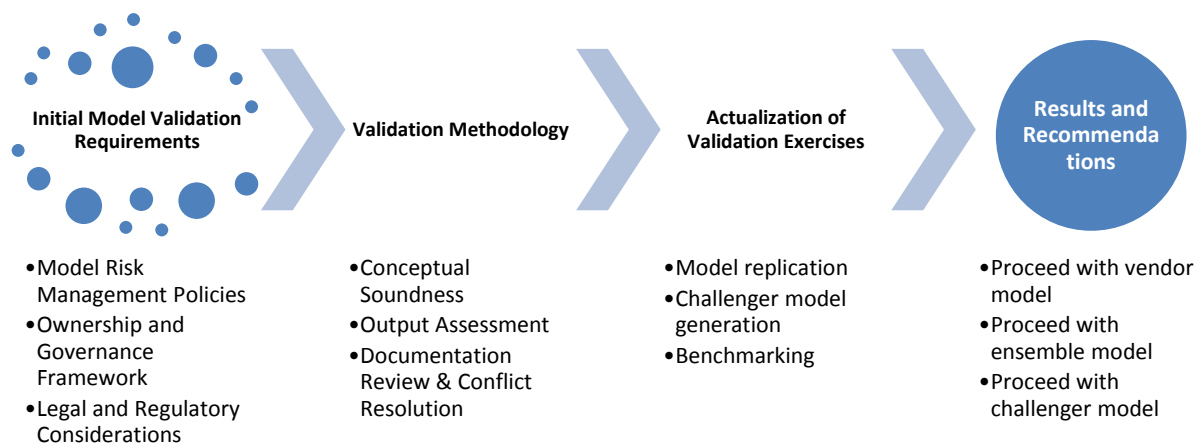 Initial Model Validation
Requirements
Validation Methodology
Actualization of
Validation Exercises
Results and
Recommenda
tions
•Model Risk
Management Policies
•Ownership and
Governance
Framework
•Legal and Regulatory
Considerations
•Conceptual
Soundness
•Output Assessment
•Documentation
Review & Conflict
Resolution
•Model replication
•Challenger model
generation
•Benchmarking
•Proceed with vendor
model
•Proceed with
ensemble model
•Proceed with
challenger model